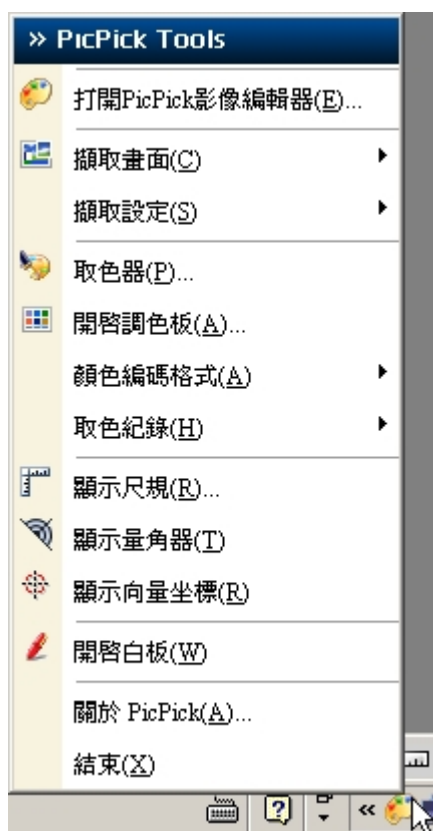 » PicPick Tools
打開PicPick影像編輯器(E)...
擷取畫面(C)
擷取設定(S)
取色器(P)...
開啓調色板(A)...
顏色編碼格式(A)
取色紀錄(H)
顯示尺規(R)...
顯示量角器(T)
顯示向量坐標(R)
開啓白板(W)
關於 PicPick(A)...
結束(X)